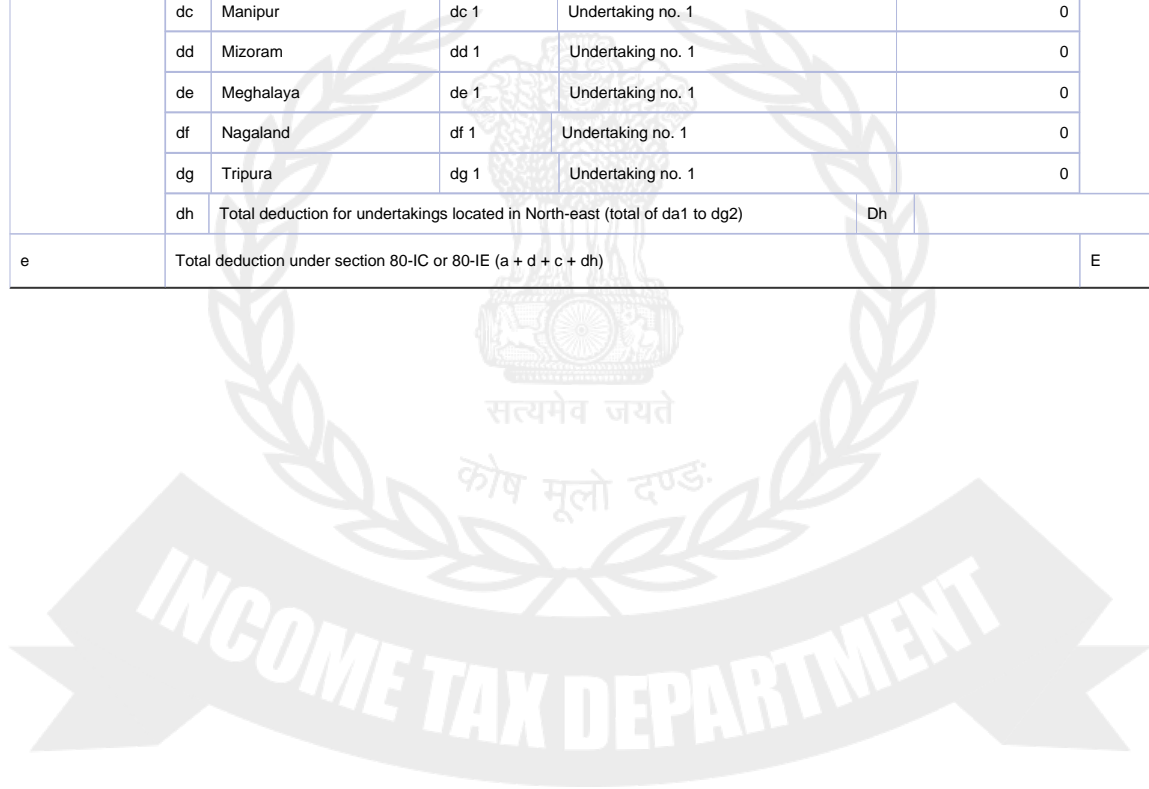 dc Manipur dc 1 Undertaking no. 1 0
dd Mizoram dd 1 Undertaking no. 1 0
de Meghalaya de 1 Undertaking no. 1 0
df Nagaland df 1 Undertaking no. 1 0
dg Tripura dg 1 Undertaking no. 1 0
dh Total deduction for undertakings located in North-east (total of da1 to dg2) Dh
e Total deduction under section 80-IC or 80-IE (a + d + c + dh) E
सत्यमेव जयते
कोष मूलो दण्डः
INCOME TAX DEPARTMENT